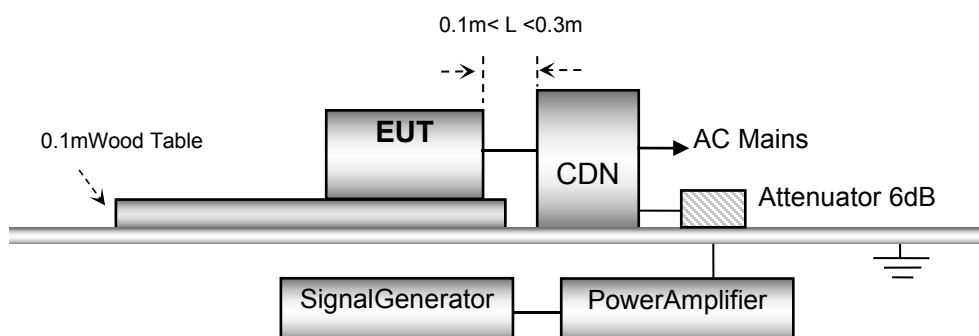 0.1m< L <0.3m
EUT
0.1mWood Table
AC Mains
CDN
Attenuator 6dB
SignalGenerator
PowerAmplifier